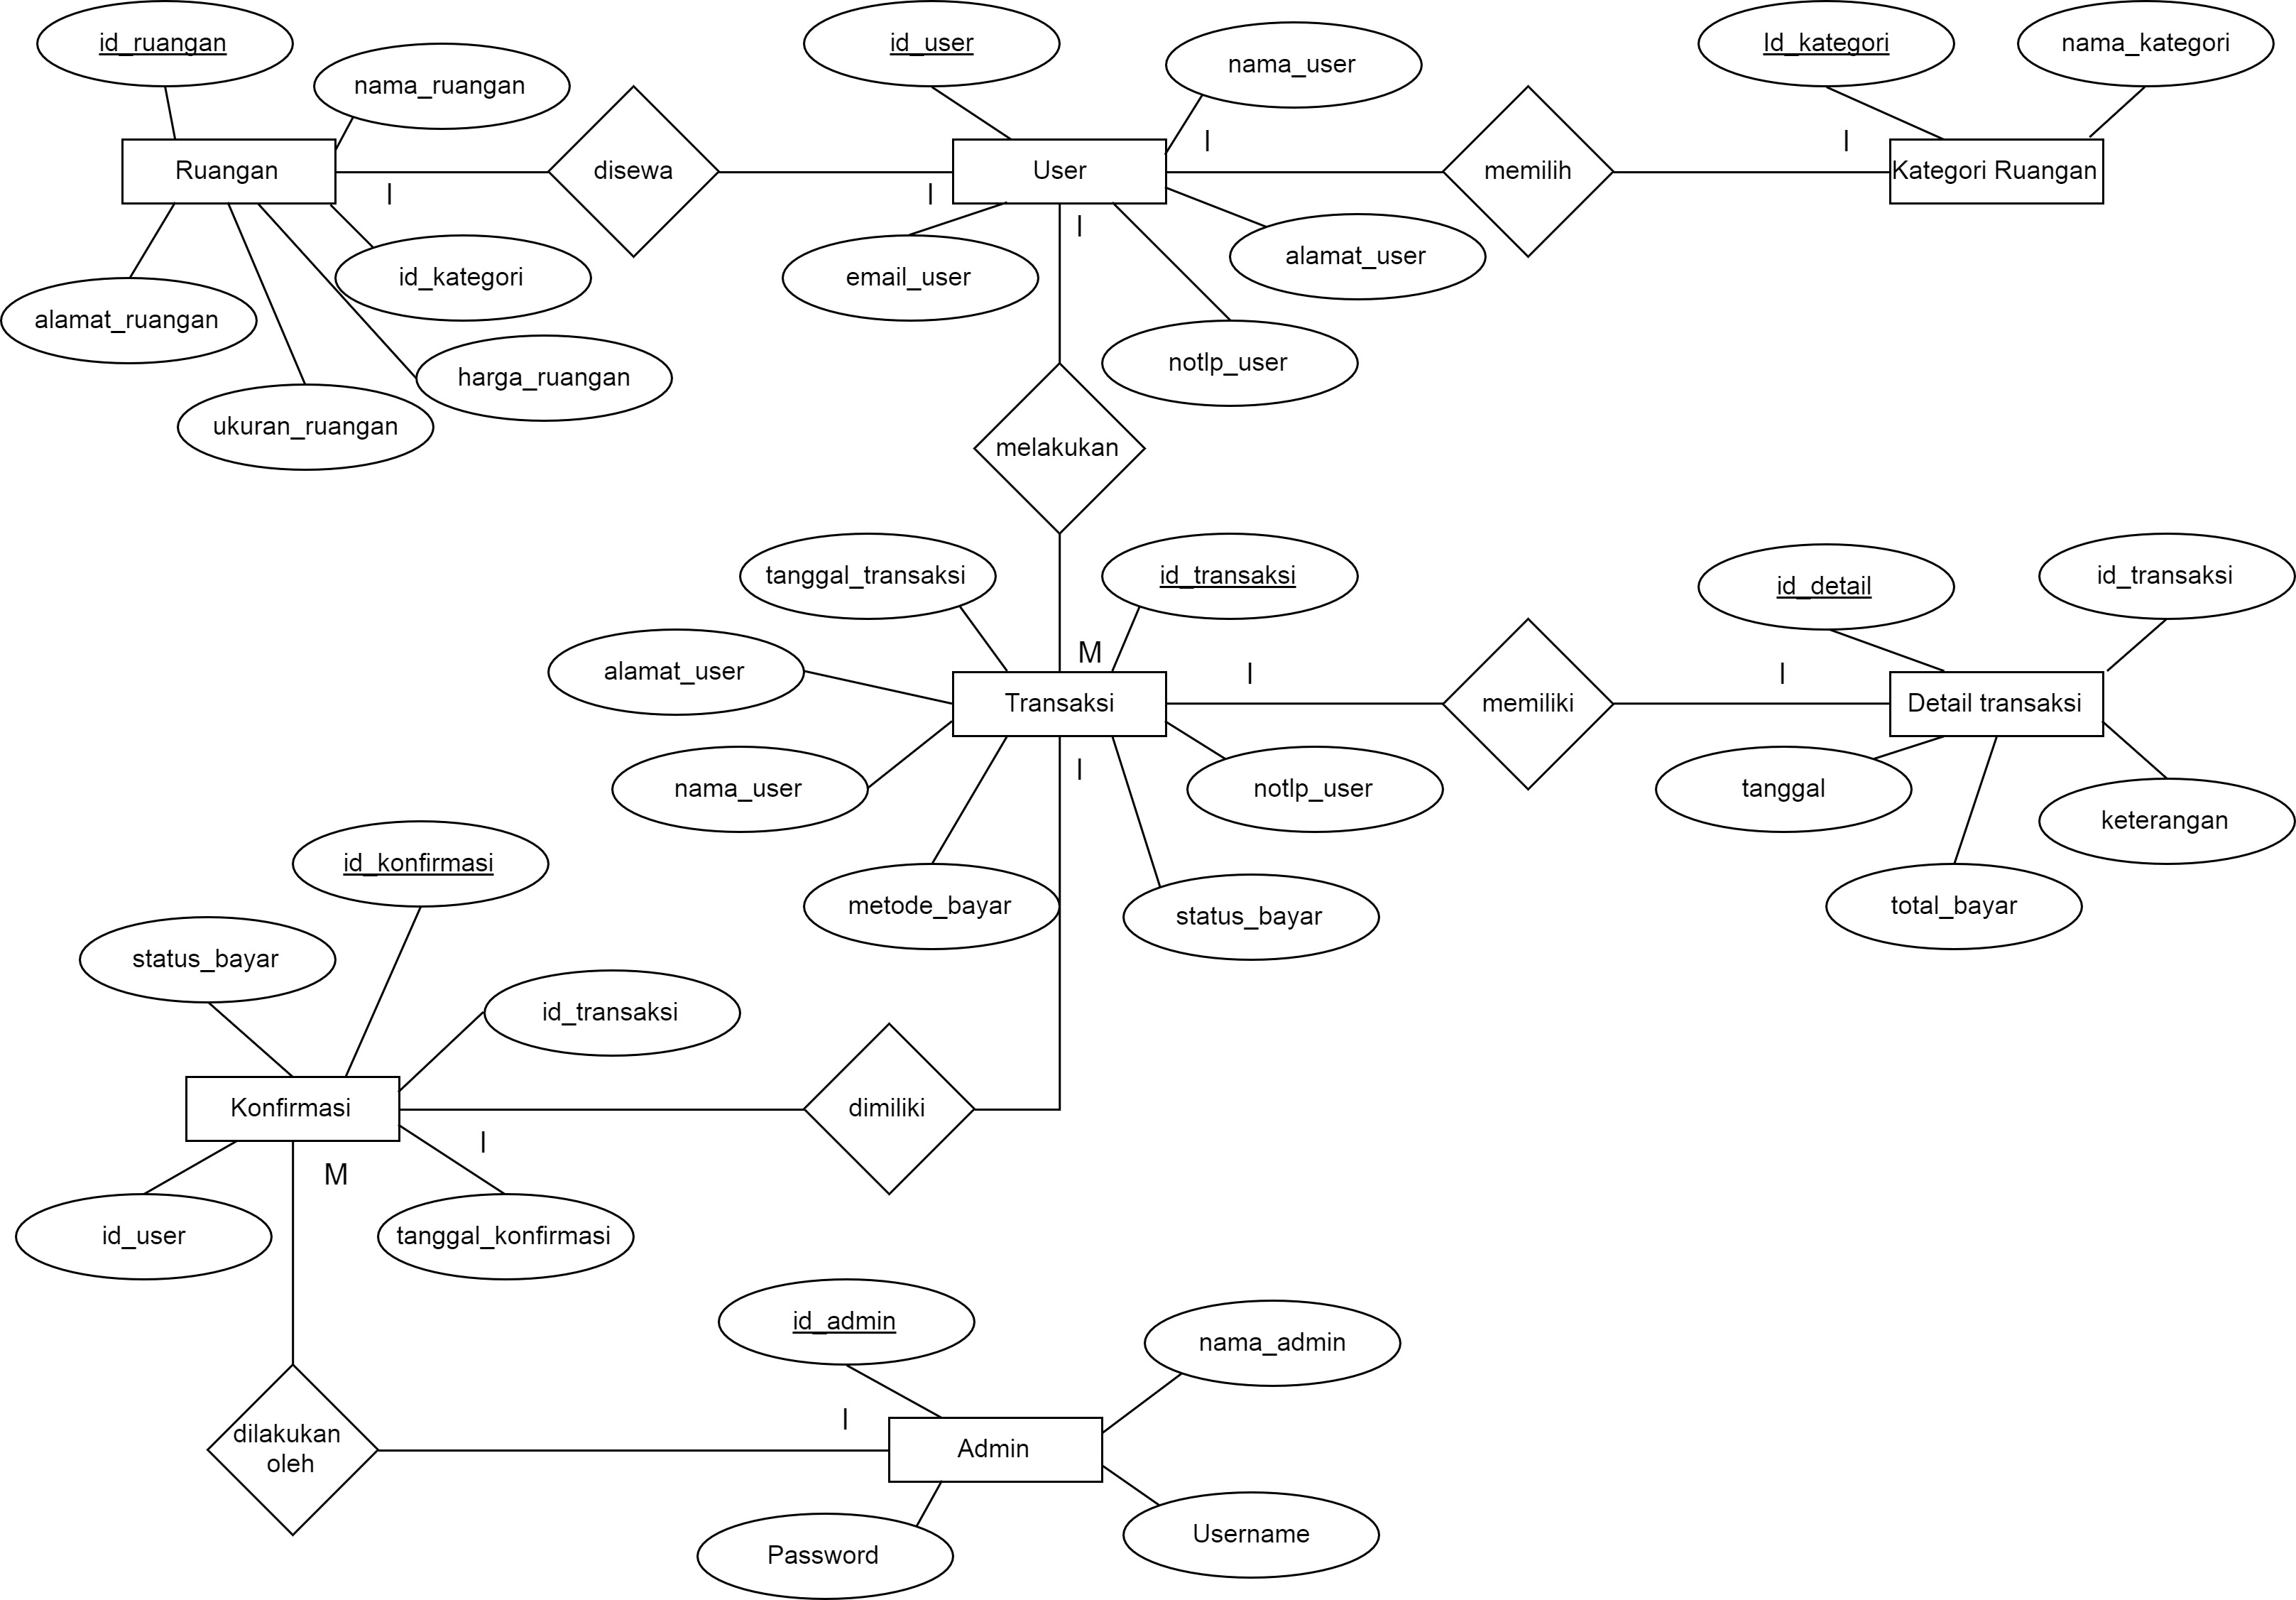 id_ruangan
id_user
Id_kategori
nama_kategori
nama_user
nama_ruangan
I
I
Ruangan
disewa
User
memilih
Kategori Ruangan
I
I
I
id_kategori
email_user
alamat_user
alamat_ruangan
notlp_user
harga_ruangan
ukuran_ruangan
melakukan
tanggal_transaksi
id_transaksi
id_detail
id_transaksi
M
alamat_user
I
I
Transaksi
memiliki
Detail transaksi
I
nama_user
notlp_user
tanggal
keterangan
id_konfirmasi
metode_bayar
status_bayar
total_bayar
status_bayar
id_transaksi
Konfirmasi
dimiliki
I
M
id_user
tanggal_konfirmasi
id_admin
nama_admin
I
dilakukan
oleh
Admin
Username
Password